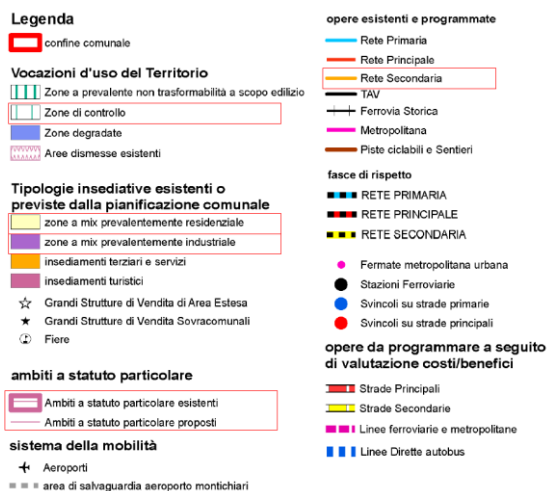 Legenda
confine comunale
Vocazioni d'uso del Territorio
Zone a prevalente non trasformabilità a scopo edilizio
Zone di controllo
Zone degradate
Aree dismesse esistenti
Tipologie insediative esistenti o
previste dalla pianificazione comunale
zone a mix prevalentemente residenziale
zone a mix prevalentemente industriale
insediamenti terziari e servizi
insediamenti turistici
Grandi Strutture di Vendita di Area Estesa
Grandi Strutture di Vendita Sovracomunali
Fiere
ambiti a statuto particolare
Ambiti a statuto particolare esistenti
Ambiti a statuto particolare proposti
sistema della mobilità
Aeroporti
area di salvaguardia aeroporto montichiari
opere esistenti e programmate
Rete Primaria
Rete Principale
Rete Secondaria
TAV
Ferrovia Storica
Metropolitana
Piste ciclabili e Sentieri
fasce di rispetto
RETE PRIMARIA
RETE PRINCIPALE
RETE SECONDARIA
Fermate metropolitana urbana
Stazioni Ferroviarie
Svincoli su strade primarie
Svincoli su strade principali
opere da programmare a seguito
di valutazione costi/benefici
Strade Principali
Strade Secondarie
Linee ferroviarie e metropolitane
Linee Dirette autobus